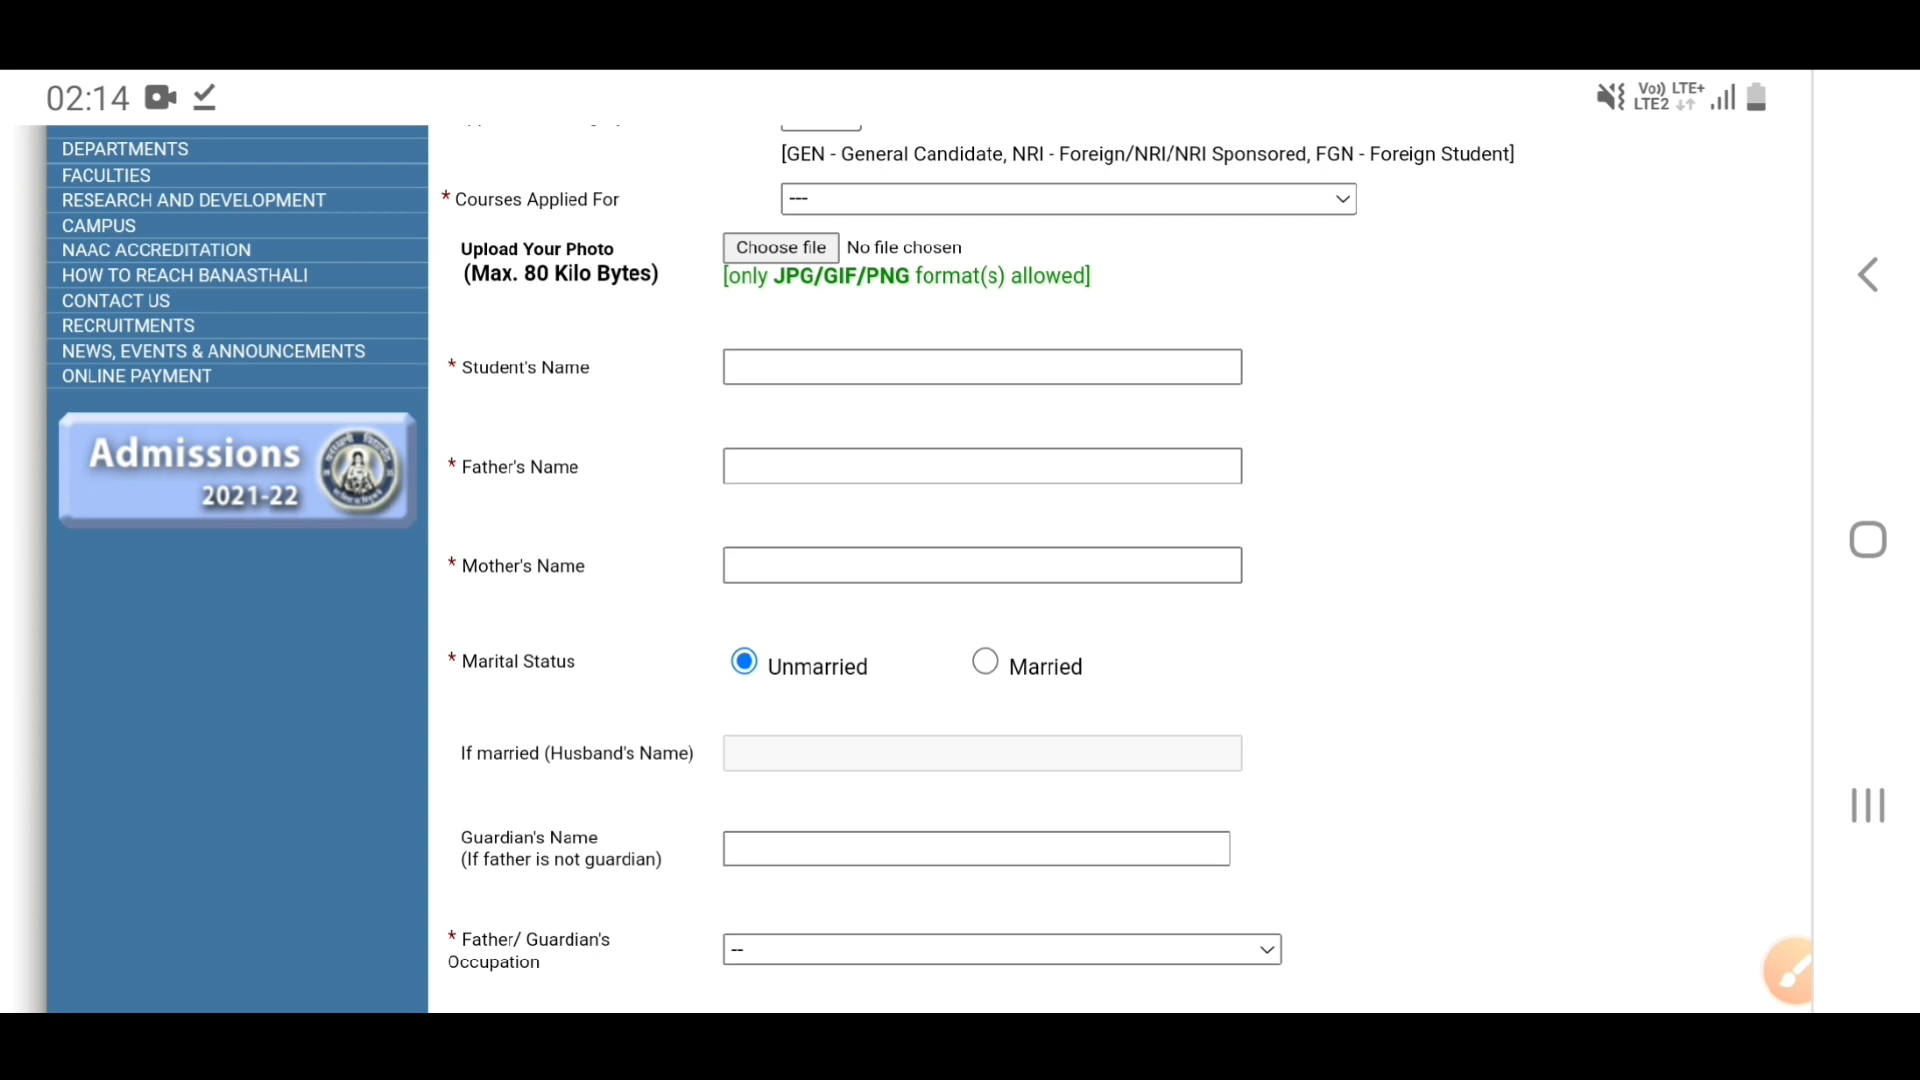 02:14
Vo)) LTE+
LTE2
DEPARTMENTS
FACULTIES
RESEARCH AND DEVELOPMENT
CAMPUS
NAAC ACCREDITATION
HOW TO REACH BANASTHALI
CONTACT US
RECRUITMENTS
NEWS, EVENTS & ANNOUNCEMENTS
ONLINE PAYMENT
Admissions
2021-22
[GEN - General Candidate, NRI - Foreign/NRI/NRI Sponsored, FGN - Foreign Student]
* Courses Applied For ---
Upload Your Photo Choose file No file chosen
(Max. 80 Kilo Bytes) [only JPG/GIF/PNG format(s) allowed]
* Student's Name
* Father's Name
* Mother's Name
* Marital Status Unmarried Married
If married (Husband's Name)
Guardian's Name
(If father is not guardian)
* Father/ Guardian's
Occupation --